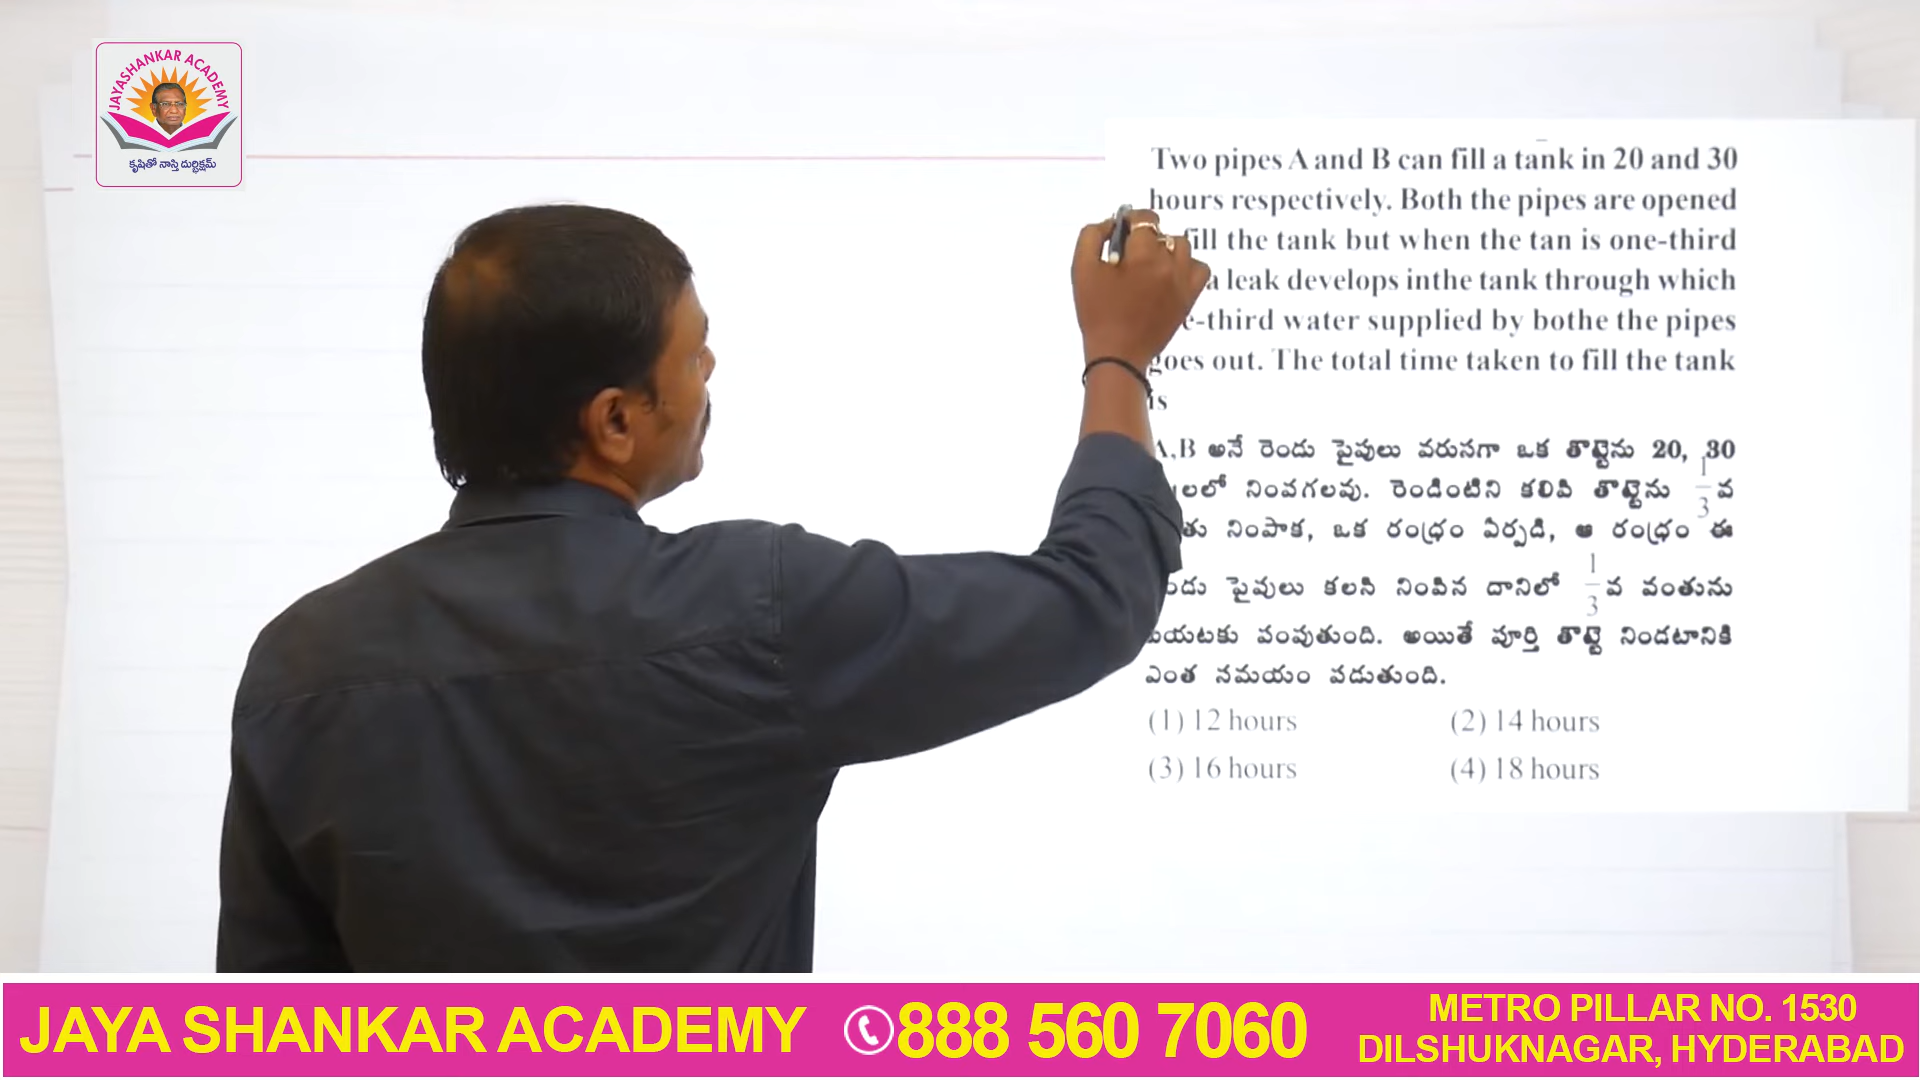 JAYASHANKAR ACADEMY
కృషితో నాస్తి దుర్భిక్షమ్
Two pipes A and B can fill a tank in 20 and 30
hours respectively. Both the pipes are opened
fill the tank but when the tan is one-third
a leak develops inthe tank through which
e-third water supplied by bothe the pipes
goes out. The total time taken to fill the tank
is
A,B అనే రెండు పైపులు వరుసగా ఒక తొట్టెను 20, 30
లలో నింపగలవు. రెండింటిని కలిపి తొట్టెను 1/3 వ
తు నింపాక, ఒక రంధ్రం ఏర్పడి, ఆ రంధ్రం ఈ
ండు పైపులు కలసి నింపిన దానిలో 1/3 వ వంతును
బయటకు పంపుతుంది. అయితే పూర్తి తొట్టె నిండటానికి
ఎంత సమయం పడుతుంది.
(1) 12 hours (2) 14 hours
(3) 16 hours (4) 18 hours
JAYA SHANKAR ACADEMY 888 560 7060
METRO PILLAR NO. 1530
DILSHUKNAGAR, HYDERABAD